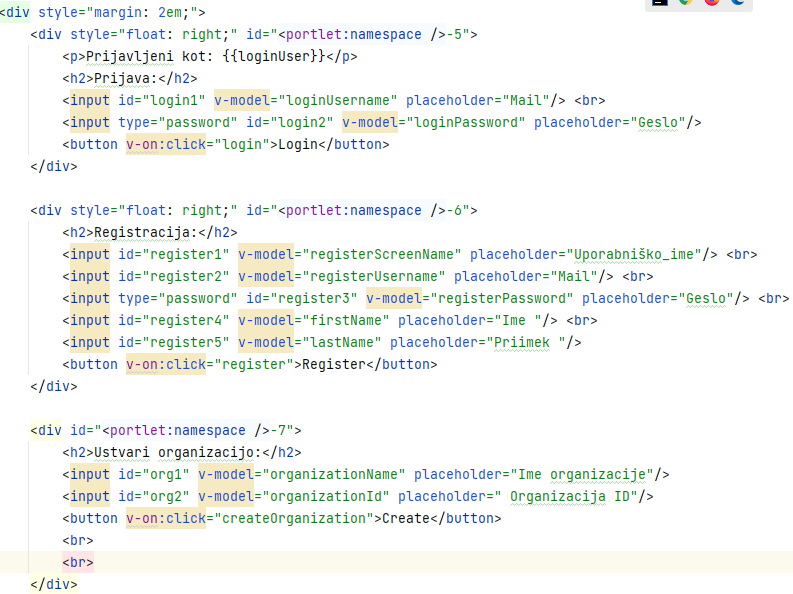 <div style="margin: 2em;">
<div style="float: right;" id="<portlet:namespace />-5">
<p>Prijavljeni kot: {{loginUser}}</p>
<h2>Prijava:</h2>
<input id="login1" v-model="loginUsername" placeholder="Mail"/> <br>
<input type="password" id="login2" v-model="loginPassword" placeholder="Geslo"/>
<button v-on:click="login">Login</button>
</div>
<div style="float: right;" id="<portlet:namespace />-6">
<h2>Registracija:</h2>
<input id="register1" v-model="registerScreenName" placeholder="Uporabniško_ime"/> <br>
<input id="register2" v-model="registerUsername" placeholder="Mail"/> <br>
<input type="password" id="register3" v-model="registerPassword" placeholder="Geslo"/> <br>
<input id="register4" v-model="firstName" placeholder="Ime "/> <br>
<input id="register5" v-model="lastName" placeholder="Priimek "/>
<button v-on:click="register">Register</button>
</div>
<div id="<portlet:namespace />-7">
<h2>Ustvari organizacijo:</h2>
<input id="org1" v-model="organizationName" placeholder="Ime organizacije"/>
<input id="org2" v-model="organizationId" placeholder=" Organizacija ID"/>
<button v-on:click="createOrganization">Create</button>
<br>
<br>
</div>